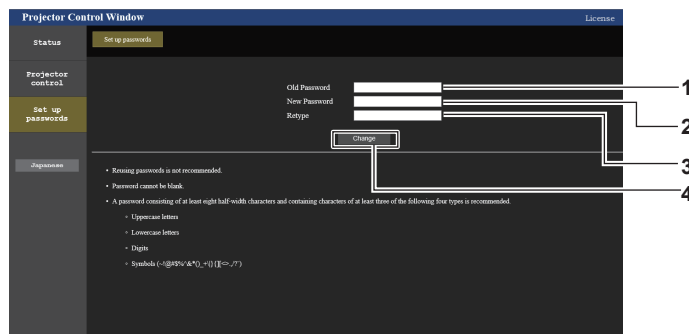 Projector Control Window
License
Status
Set up passwords
Projector
control
Set up
passwords
Japanese
Old Password
1
New Password
2
Retype
3
Change
4
• Reusing passwords is not recommended.
• Password cannot be blank.
• A password consisting of at least eight half-width characters and containing characters of at least three of the following four types is recommended.
◦ Uppercase letters
◦ Lowercase letters
◦ Digits